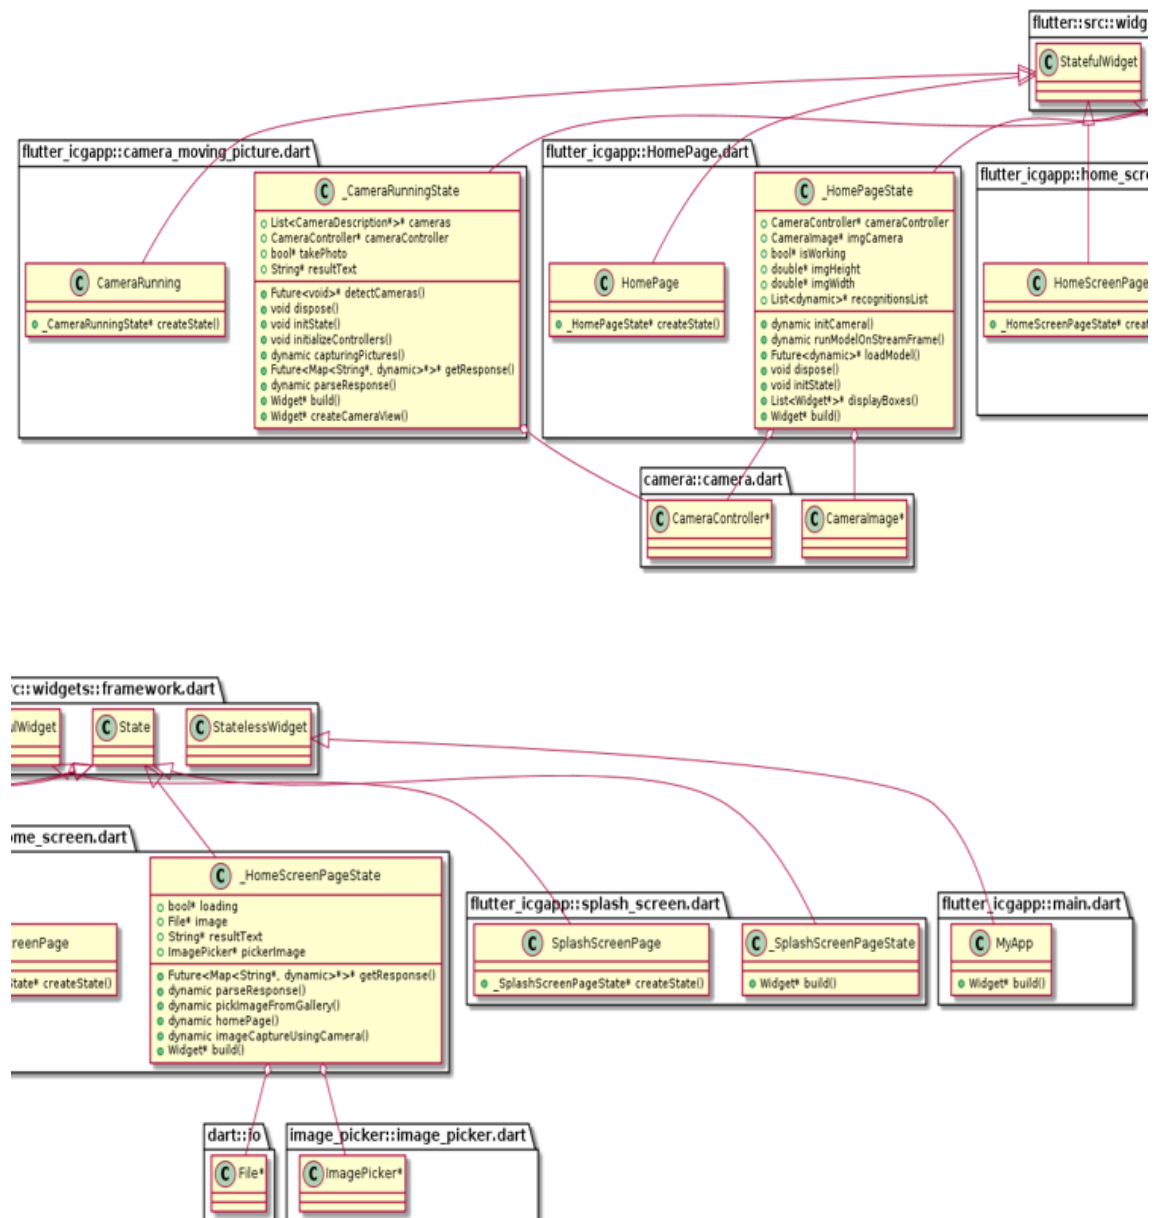 flutter::src::widg
C StatefulWidget
flutter_icgapp::camera_moving_picture.dart
C _CameraRunningState
List<CameraDescription*>* cameras
CameraController* cameraController
bool* takePhoto
String* resultText
Future<void>* detectCameras()
void dispose()
void initState()
void initializeControllers()
dynamic capturingPictures()
Future<Map<String*, dynamic>*>* getResponse()
dynamic parseResponse()
Widget* build()
Widget* createCameraView()
C CameraRunning
_CameraRunningState* createState()
flutter_icgapp::HomePage.dart
C _HomePageState
CameraController* cameraController
CameraImage* imgCamera
bool* isWorking
double* imgHeight
double* imgWidth
List<dynamic>* recognitionsList
dynamic initCamera()
dynamic runModelOnStreamFrame()
Future<dynamic>* loadModel()
void dispose()
void initState()
List<Widget*>* displayBoxes()
Widget* build()
C HomePage
_HomePageState* createState()
flutter_icgapp::home_scre
C HomeScreenPage
_HomeScreenPageState* creat
camera::camera.dart
C CameraController*
C CameraImage*
rc::widgets::framework.dart
lWidget
C State
C StatelessWidget
ome_screen.dart
C _HomeScreenPageState
bool* loading
File* image
String* resultText
ImagePicker* pickerImage
Future<Map<String*, dynamic>*>* getResponse()
dynamic parseResponse()
dynamic pickImageFromGallery()
dynamic homePage()
dynamic imageCaptureUsingCamera()
Widget* build()
reenPage
State* createState()
flutter_icgapp::splash_screen.dart
C SplashScreenPage
_SplashScreenPageState* createState()
C _SplashScreenPageState
Widget* build()
flutter_icgapp::main.dart
C MyApp
Widget* build()
dart::io
C File*
image_picker::image_picker.dart
C ImagePicker*